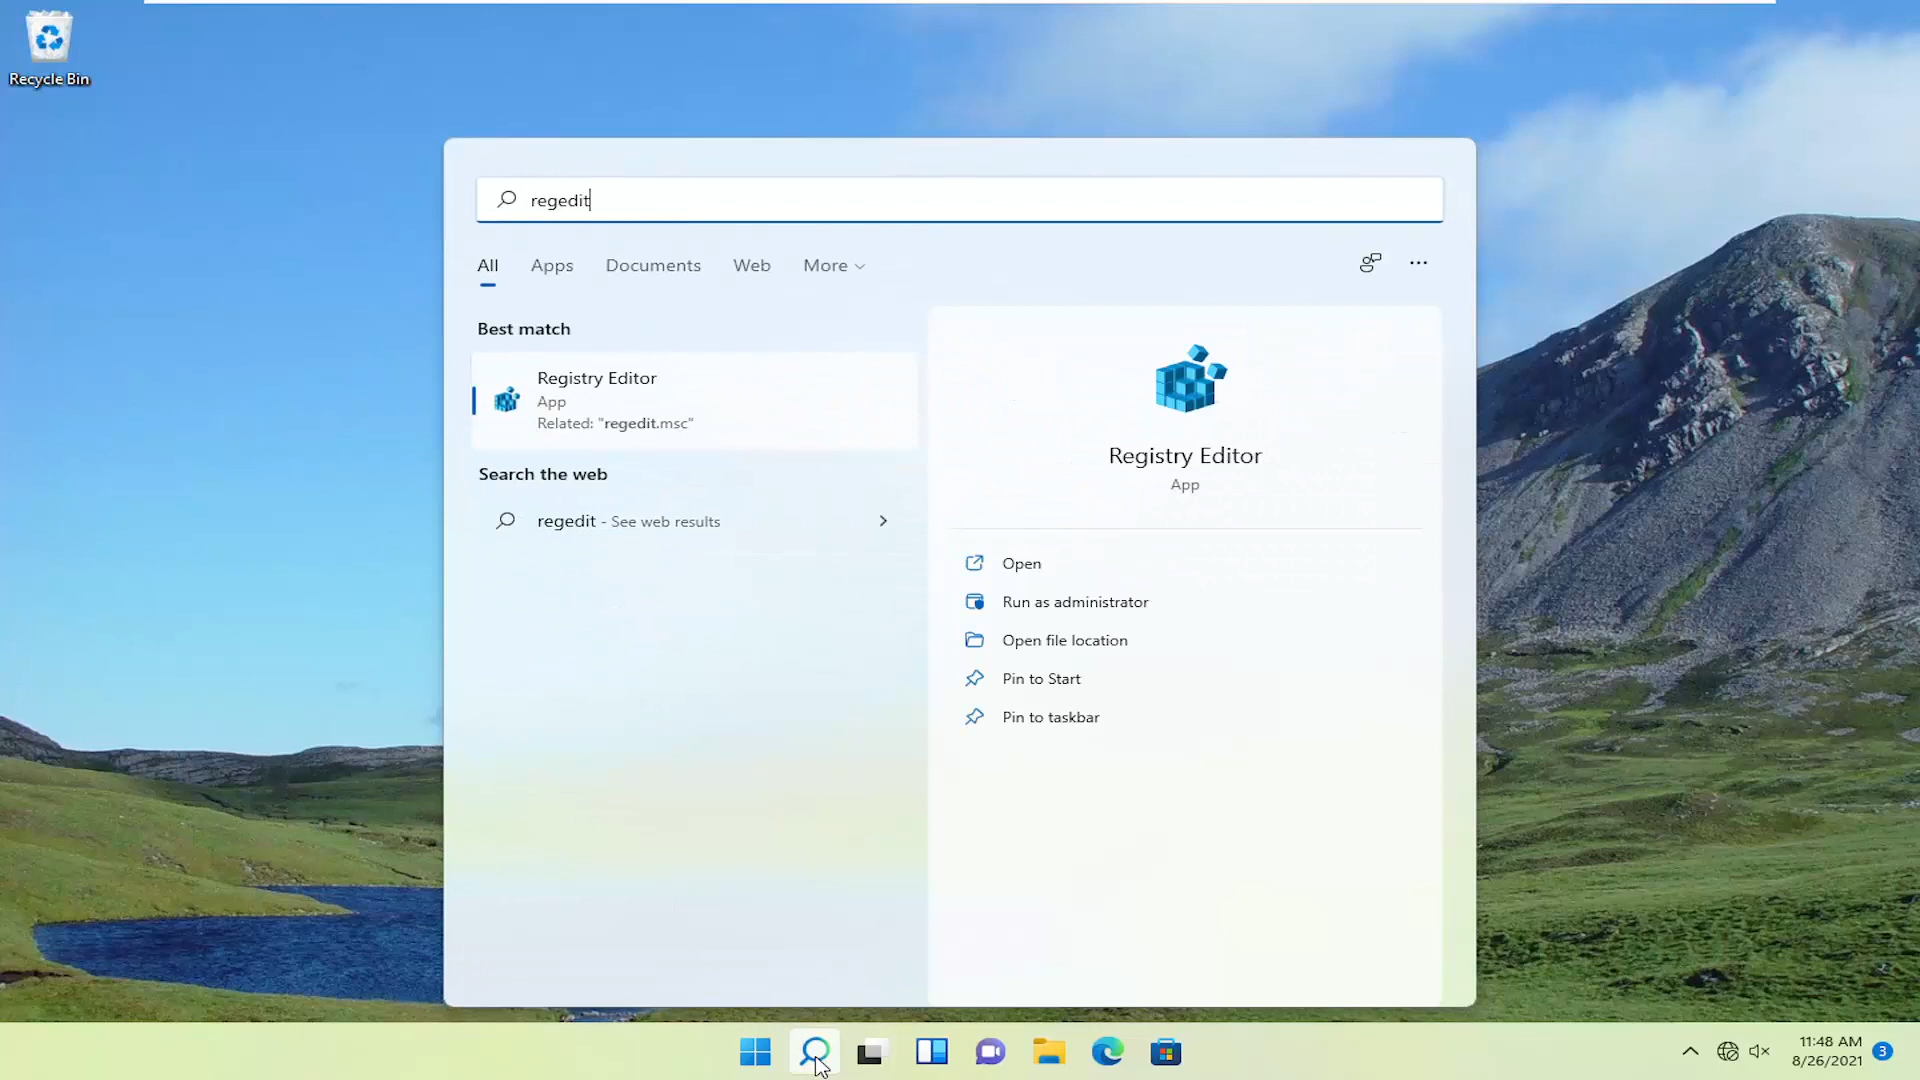 Recycle Bin
regedit
All Apps Documents Web More
Best match
Registry Editor
App
Related: "regedit.msc"
Search the web
regedit - See web results
Registry Editor
App
Open
Run as administrator
Open file location
Pin to Start
Pin to taskbar
11:48 AM
8/26/2021
3